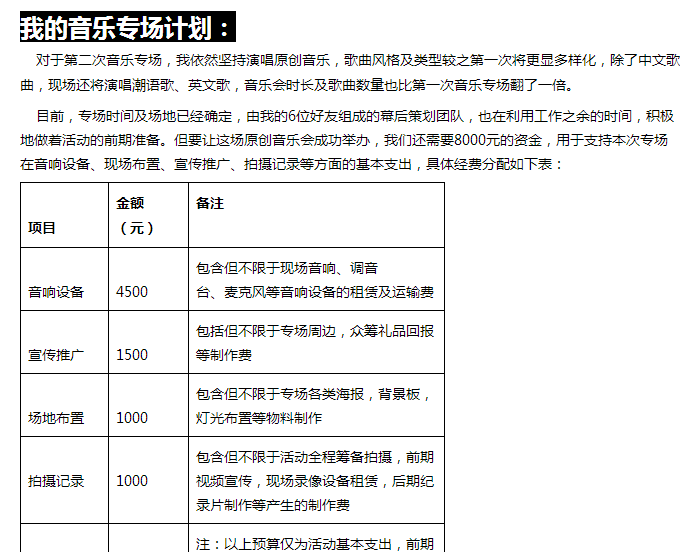 我的音乐专场计划：
对于第二次音乐专场，我依然坚持演唱原创音乐，歌曲风格及类型较之第一次将更显多样化，除了中文歌
曲，现场还将演唱潮语歌、英文歌，音乐会时长及歌曲数量也比第一次音乐专场翻了一倍。
目前，专场时间及场地已经确定，由我的6位好友组成的幕后策划团队，也在利用工作之余的时间，积极
地做着活动的前期准备。但要让这场原创音乐会成功举办，我们还需要8000元的资金，用于支持本次专场
在音响设备、现场布置、宣传推广、拍摄记录等方面的基本支出，具体经费分配如下表：
项目
金额
（元）
备注
音响设备
4500
包含但不限于现场音响、调音
台、麦克风等音响设备的租赁及运输费
宣传推广
1500
包括但不限于专场周边，众筹礼品回报
等制作费
场地布置
1000
包含但不限于专场各类海报，背景板，
灯光布置等物料制作
拍摄记录
1000
包含但不限于活动全程筹备拍摄，前期
视频宣传，现场录像设备租赁，后期纪
录片制作等产生的制作费
注：以上预算仅为活动基本支出，前期